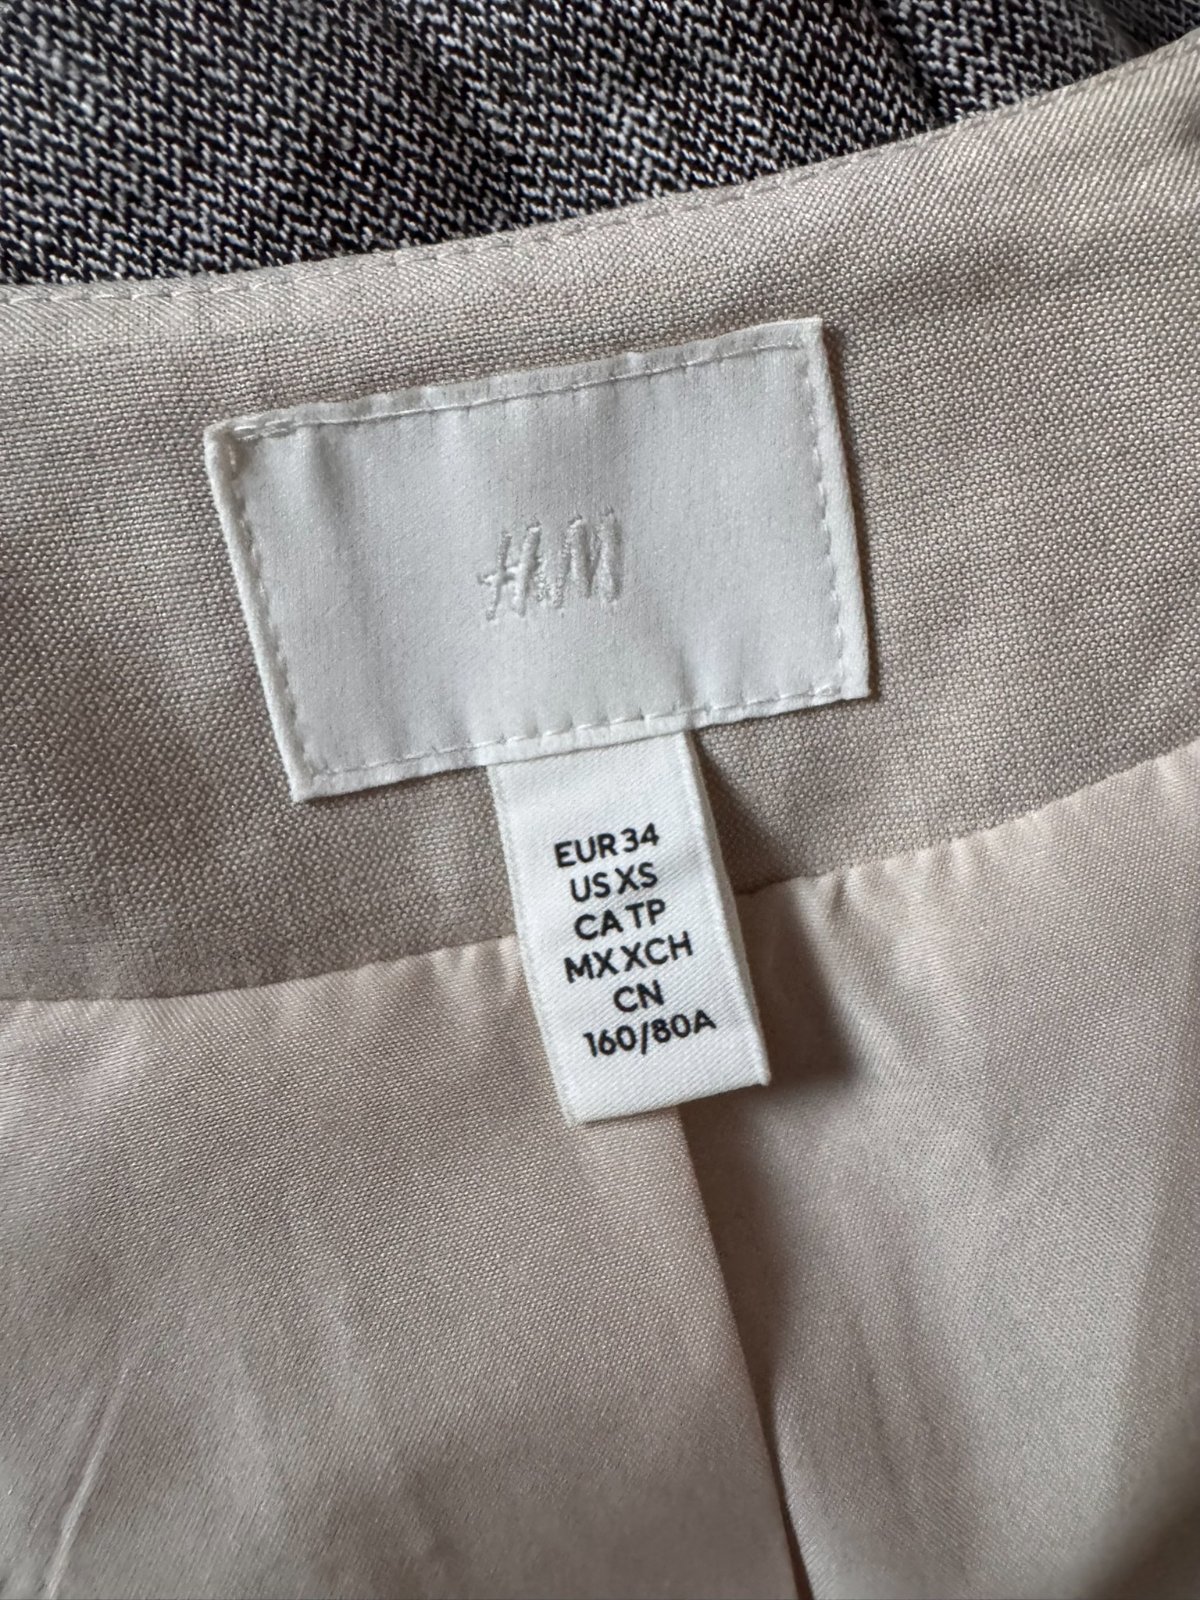 H&M
EUR 34
US XS
CA TP
MX XCH
CN
160/80A